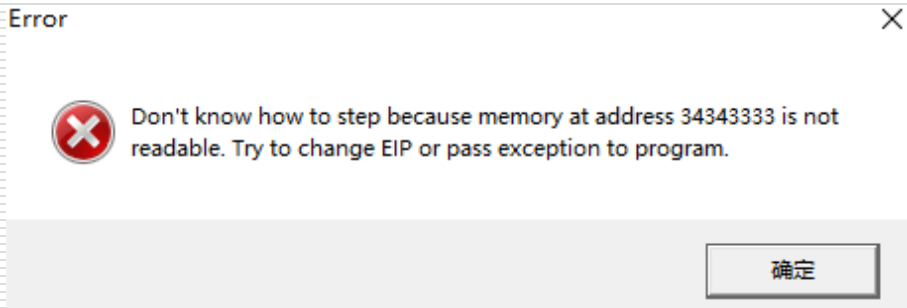 Error
Don't know how to step because memory at address 34343333 is not
readable. Try to change EIP or pass exception to program.
确定